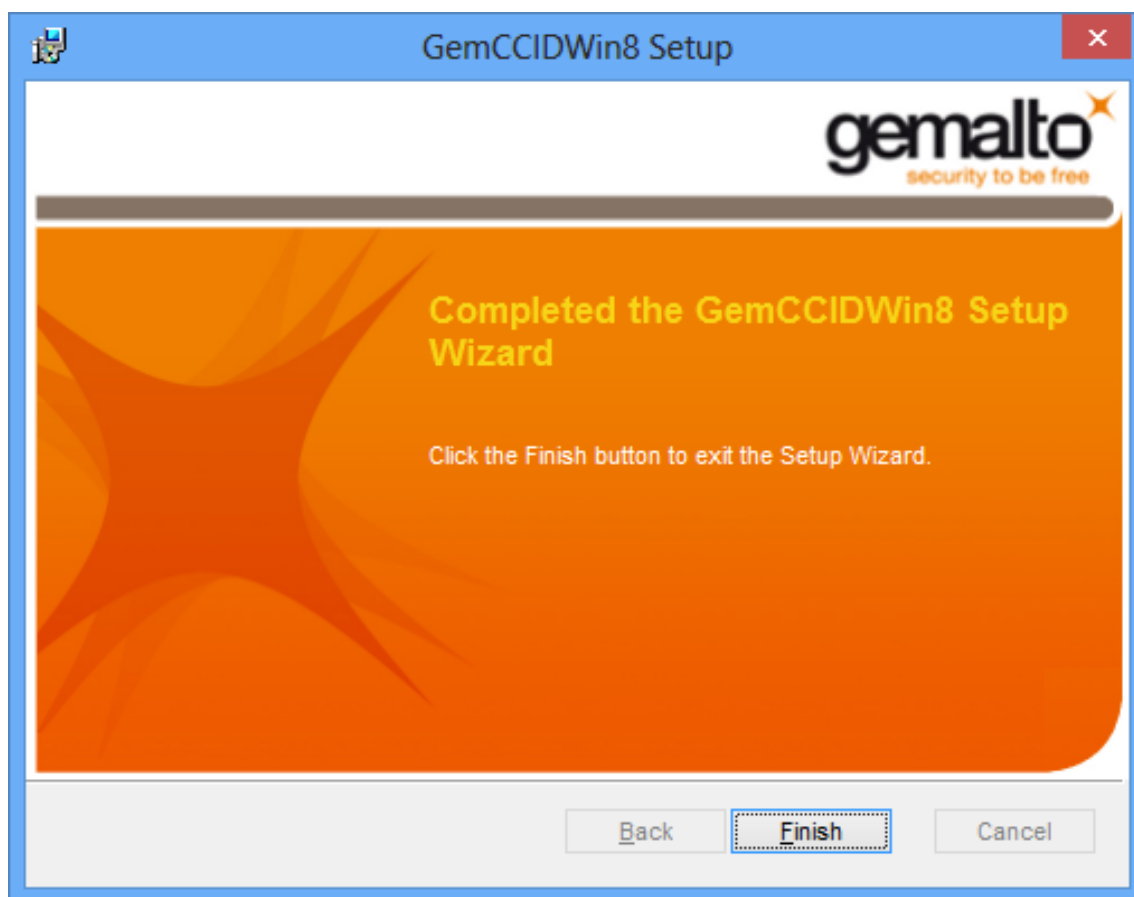 GemCCIDWin8 Setup
gemalto
security to be free
Completed the GemCCIDWin8 Setup
Wizard
Click the Finish button to exit the Setup Wizard.
Back Finish Cancel